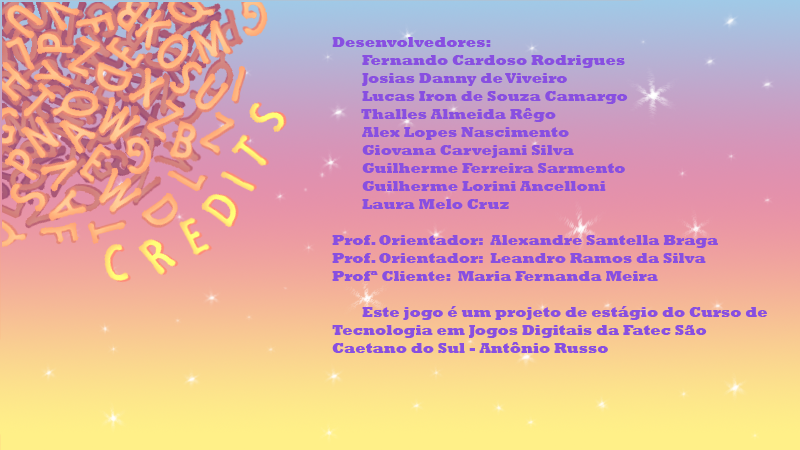 CREDITS
Desenvolvedores:
Fernando Cardoso Rodrigues
Josias Danny de Viveiro
Lucas Iron de Souza Camargo
Thalles Almeida Rêgo
Alex Lopes Nascimento
Giovana Carvejani Silva
Guilherme Ferreira Sarmento
Guilherme Lorini Ancelloni
Laura Melo Cruz
Prof. Orientador: Alexandre Santella Braga
Prof. Orientador: Leandro Ramos da Silva
Profª Cliente: Maria Fernanda Meira
Este jogo é um projeto de estágio do Curso de
Tecnologia em Jogos Digitais da Fatec São
Caetano do Sul - Antônio Russo